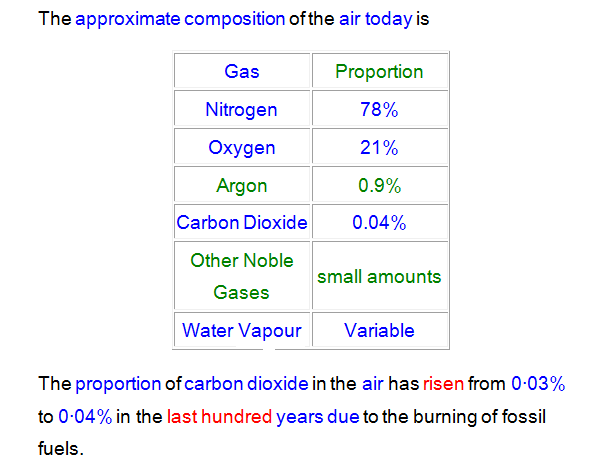 The approximate composition of the air today is
Gas Proportion
Nitrogen 78%
Oxygen 21%
Argon 0.9%
Carbon Dioxide 0.04%
Other Noble
Gases small amounts
Water Vapour Variable
The proportion of carbon dioxide in the air has risen from 0·03%
to 0·04% in the last hundred years due to the burning of fossil
fuels.